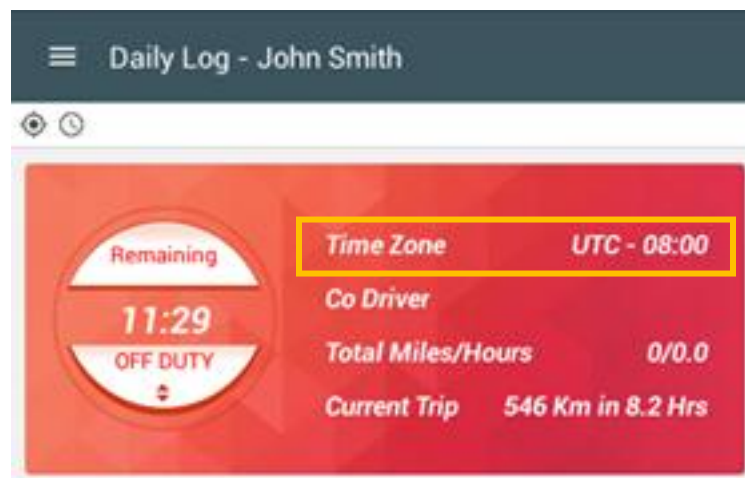 Daily Log - John Smith
Remaining
11:29
OFF DUTY
Time Zone UTC - 08:00
Co Driver
Total Miles/Hours 0/0.0
Current Trip 546 Km in 8.2 Hrs